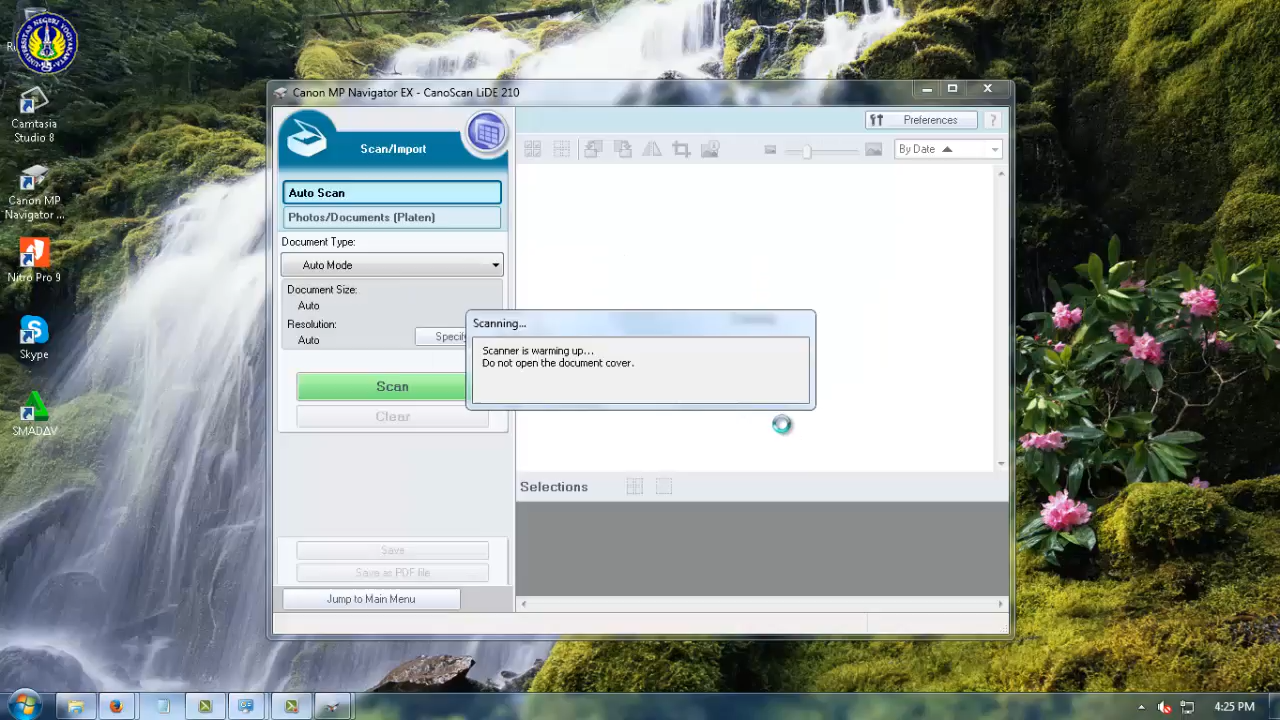 Camtasia
Studio 8
Canon MP
Navigator ...
Nitro Pro 9
Skype
SMADΔV
Canon MP Navigator EX - CanoScan LiDE 210
Scan/Import
Preferences
?
By Date
Auto Scan
Photos/Documents (Platen)
Document Type:
Auto Mode
Document Size:
Auto
Resolution:
Auto
Scanning...
Scanner is warming up...
Do not open the document cover.
Scan
Clear
Selections
Save
Save as PDF file
Jump to Main Menu
4:25 PM